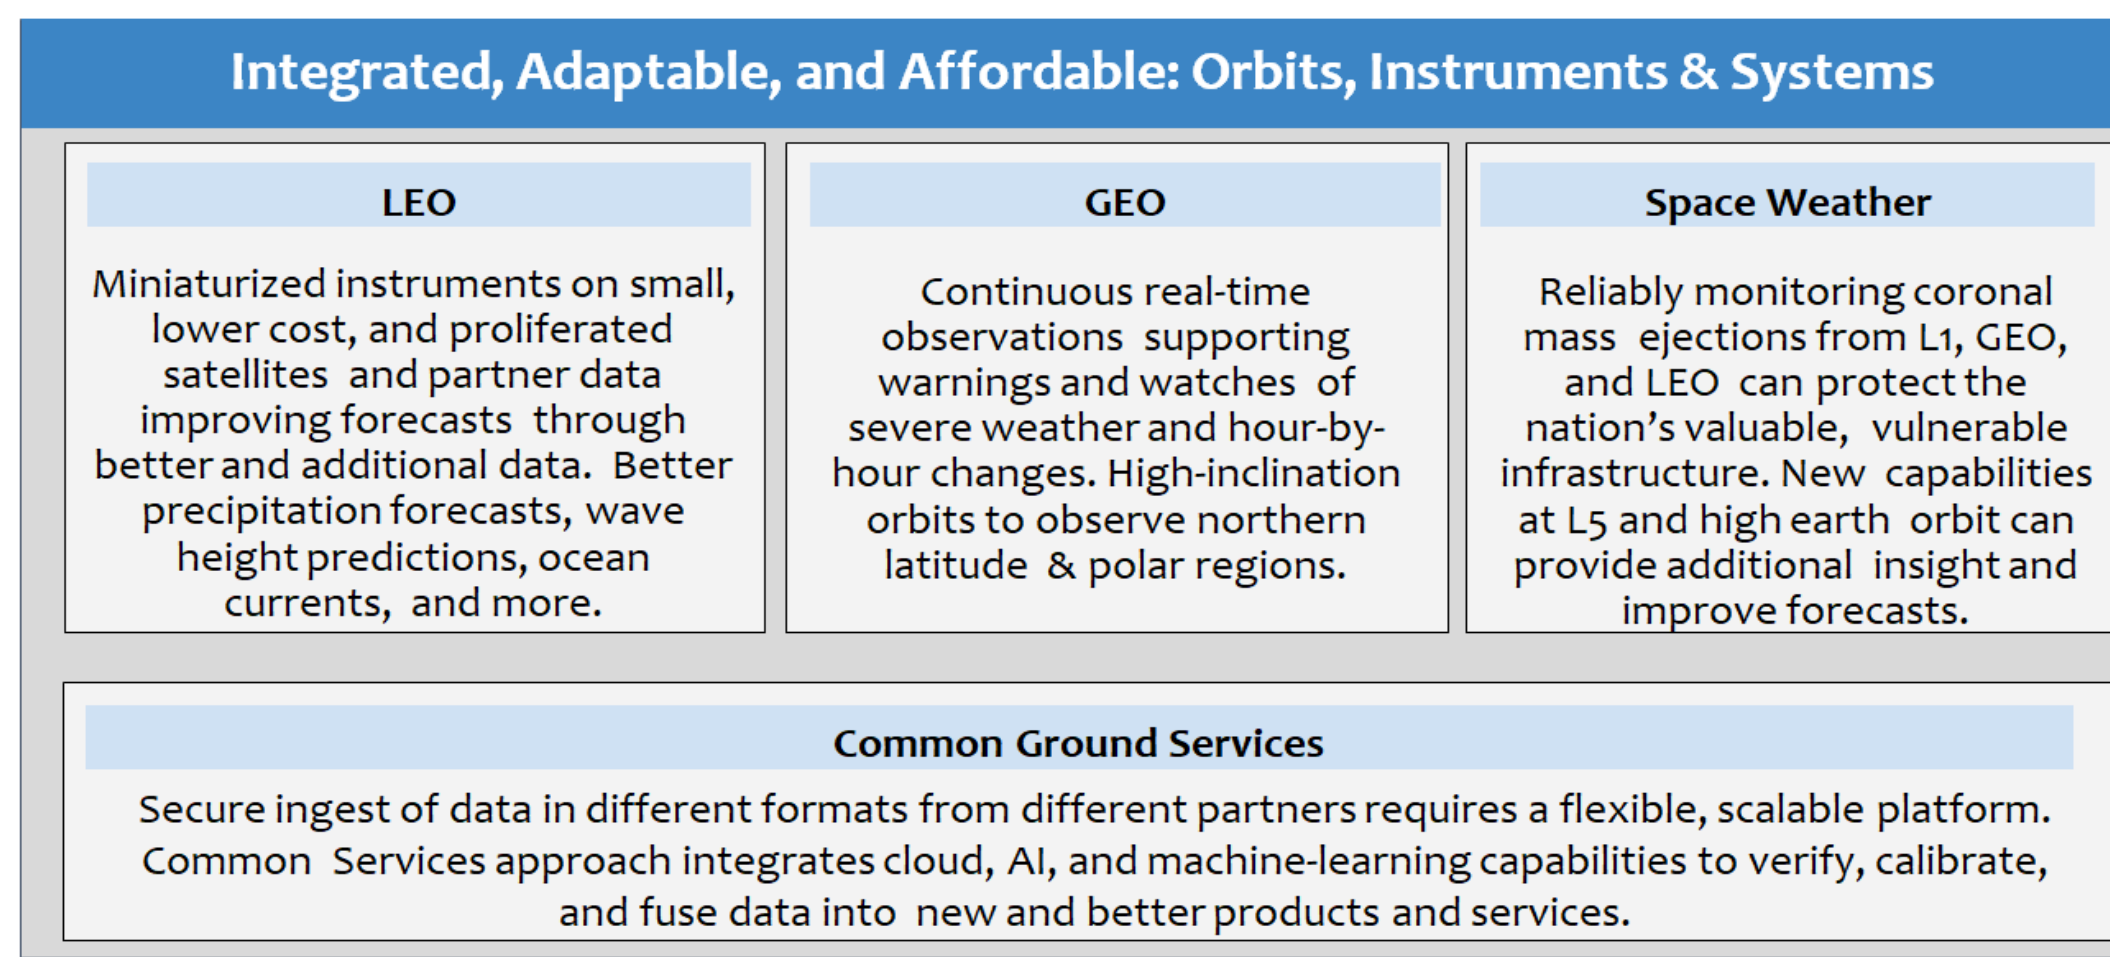 Integrated, Adaptable, and Affordable: Orbits, Instruments & Systems
LEO
Miniaturized instruments on small,
lower cost, and proliferated
satellites and partner data
improving forecasts through
better and additional data. Better
precipitation forecasts, wave
height predictions, ocean
currents, and more.
GEO
Continuous real-time
observations supporting
warnings and watches of
severe weather and hour-by-
hour changes. High-inclination
orbits to observe northern
latitude & polar regions.
Space Weather
Reliably monitoring coronal
mass ejections from L1, GEO,
and LEO can protect the
nation’s valuable, vulnerable
infrastructure. New capabilities
at L5 and high earth orbit can
provide additional insight and
improve forecasts.
Common Ground Services
Secure ingest of data in different formats from different partners requires a flexible, scalable platform.
Common Services approach integrates cloud, AI, and machine-learning capabilities to verify, calibrate,
and fuse data into new and better products and services.